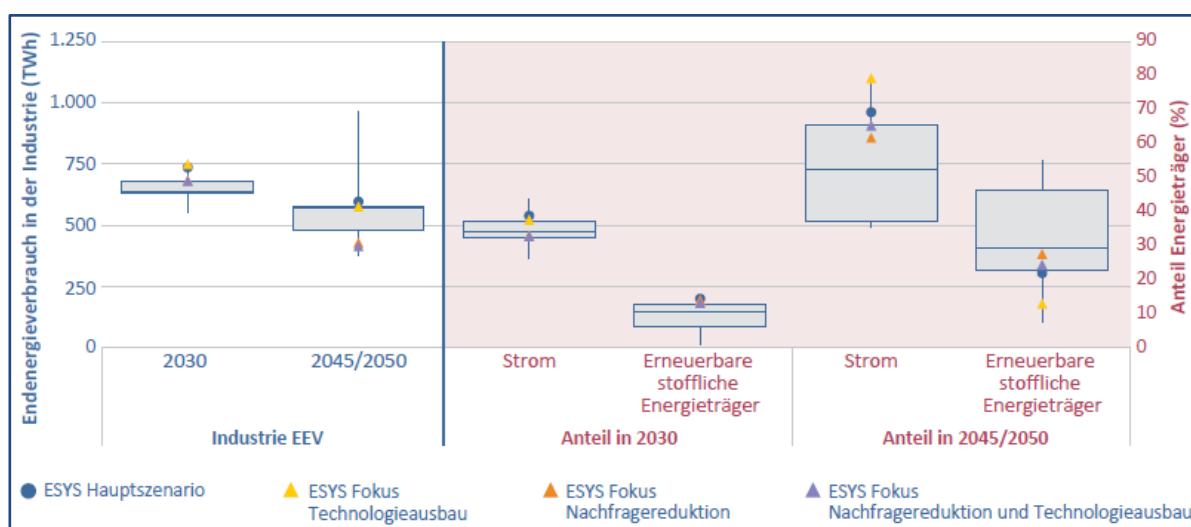 Endenergieverbrauch in der Industrie (TWh)
1.250
1.000
750
500
250
0
90
80
70
60
50
40
30
20
10
0
Anteil Energieträger (%)
2030
2045/2050
Strom
Erneuerbare
stoffliche
Energieträger
Strom
Erneuerbare
stoffliche
Energieträger
Industrie EEV
Anteil in 2030
Anteil in 2045/2050
ESYS Hauptszenario
ESYS Fokus
Technologieausbau
ESYS Fokus
Nachfragereduktion
ESYS Fokus
Nachfragereduktion und Technologieausbau